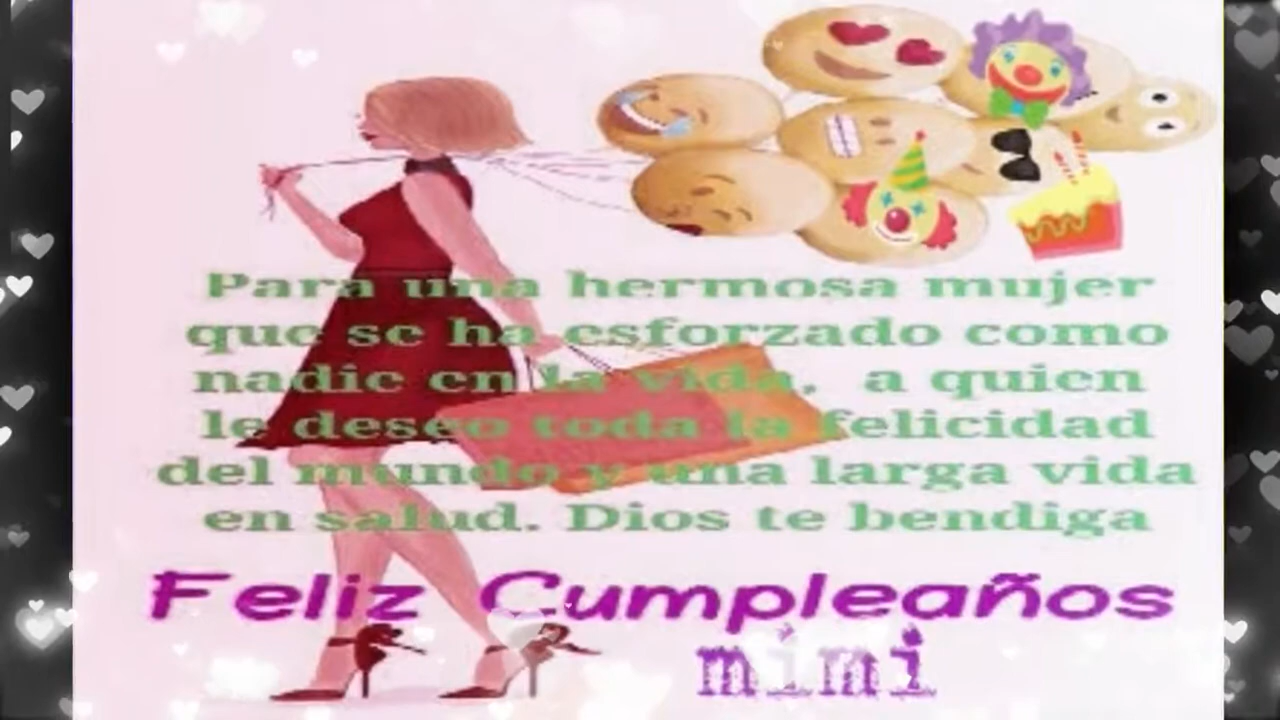 Para una hermosa mujer
que se ha esforzado como
nadie en la vida, a quien
le deseo toda la felicidad
del mundo y una larga vida
en salud. Dios te bendiga
Feliz Cumpleaños
mimi